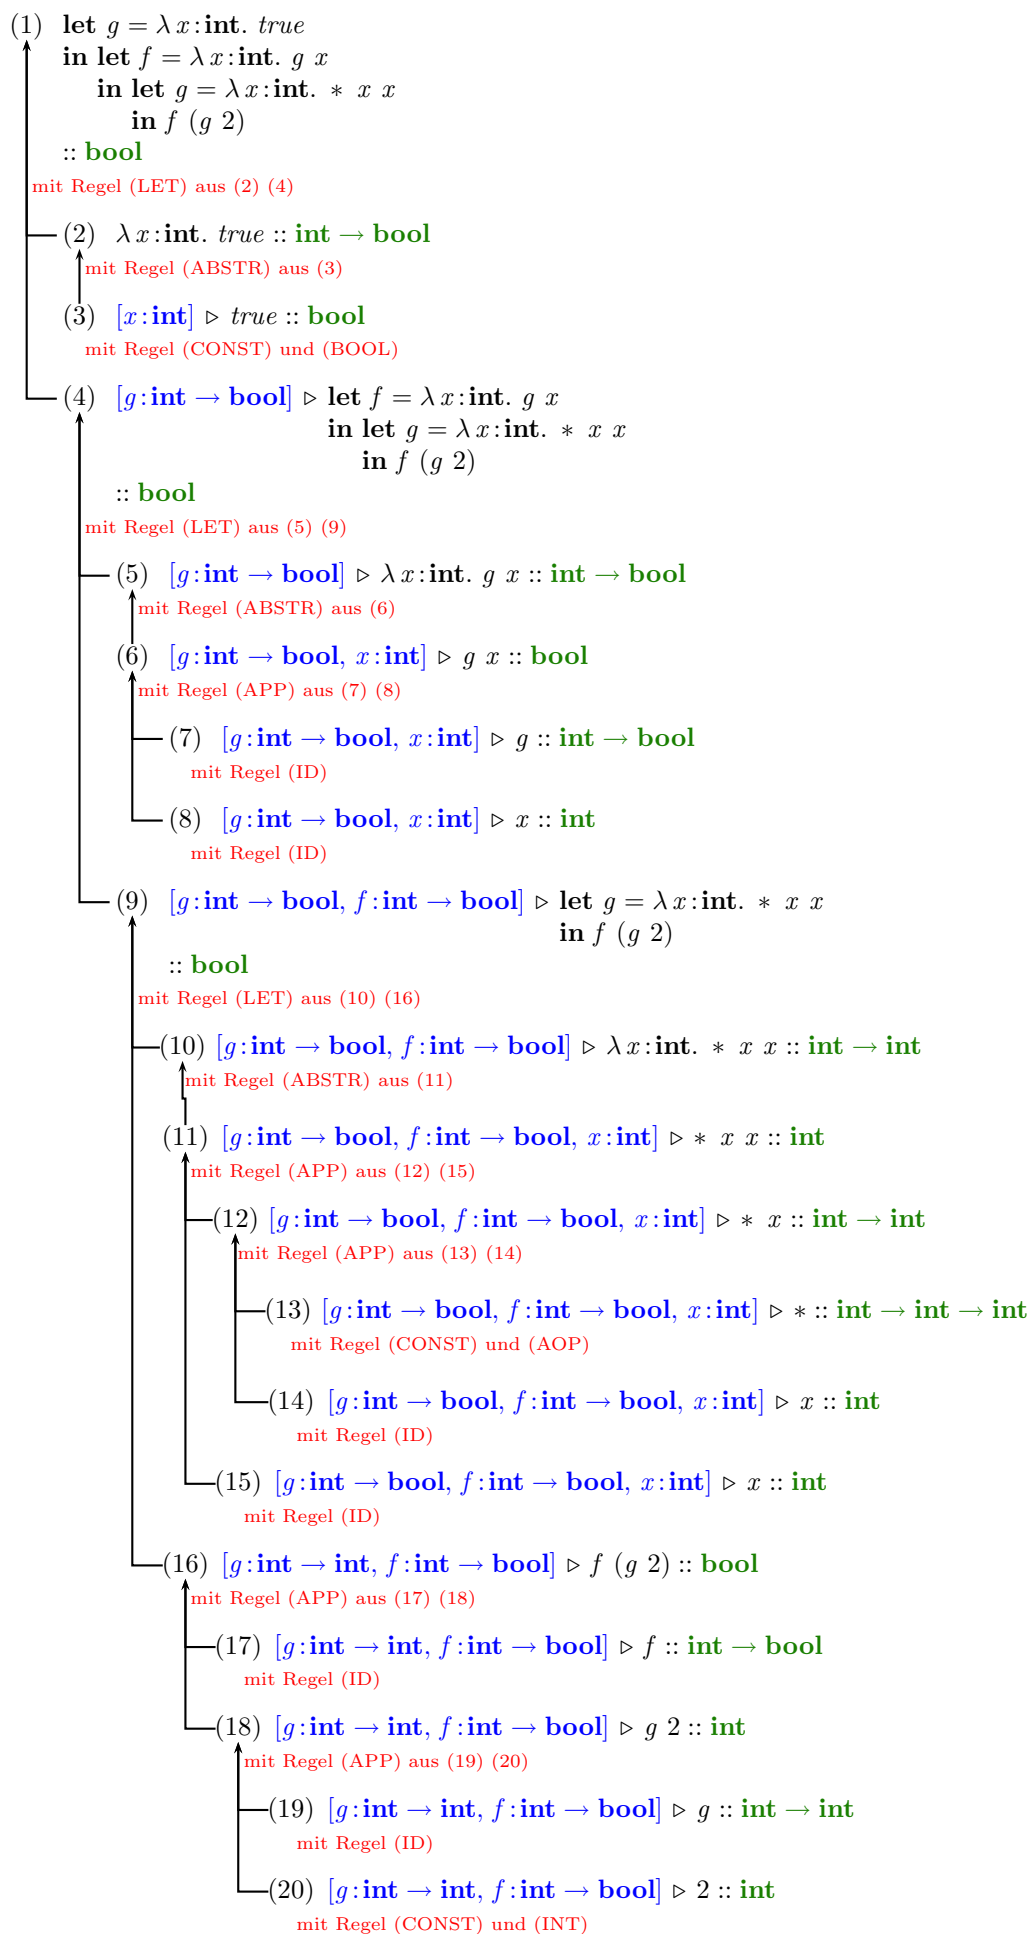 (1) let g = λ x : int. true
in let f = λ x : int. g x
in let g = λ x : int. ∗ x x
in f (g 2)
:: bool
mit Regel (LET) aus (2) (4)
(2) λ x : int. true :: int → bool
mit Regel (ABSTR) aus (3)
(3) [x : int] ▷ true :: bool
mit Regel (CONST) und (BOOL)
(4) [g : int → bool] ▷ let f = λ x : int. g x
in let g = λ x : int. ∗ x x
in f (g 2)
:: bool
mit Regel (LET) aus (5) (9)
(5) [g : int → bool] ▷ λ x : int. g x :: int → bool
mit Regel (ABSTR) aus (6)
(6) [g : int → bool, x : int] ▷ g x :: bool
mit Regel (APP) aus (7) (8)
(7) [g : int → bool, x : int] ▷ g :: int → bool
mit Regel (ID)
(8) [g : int → bool, x : int] ▷ x :: int
mit Regel (ID)
(9) [g : int → bool, f : int → bool] ▷ let g = λ x : int. ∗ x x
in f (g 2)
:: bool
mit Regel (LET) aus (10) (16)
(10) [g : int → bool, f : int → bool] ▷ λ x : int. ∗ x x :: int → int
mit Regel (ABSTR) aus (11)
(11) [g : int → bool, f : int → bool, x : int] ▷ ∗ x x :: int
mit Regel (APP) aus (12) (15)
(12) [g : int → bool, f : int → bool, x : int] ▷ ∗ x :: int → int
mit Regel (APP) aus (13) (14)
(13) [g : int → bool, f : int → bool, x : int] ▷ ∗ :: int → int → int
mit Regel (CONST) und (AOP)
(14) [g : int → bool, f : int → bool, x : int] ▷ x :: int
mit Regel (ID)
(15) [g : int → bool, f : int → bool, x : int] ▷ x :: int
mit Regel (ID)
(16) [g : int → int, f : int → bool] ▷ f (g 2) :: bool
mit Regel (APP) aus (17) (18)
(17) [g : int → int, f : int → bool] ▷ f :: int → bool
mit Regel (ID)
(18) [g : int → int, f : int → bool] ▷ g 2 :: int
mit Regel (APP) aus (19) (20)
(19) [g : int → int, f : int → bool] ▷ g :: int → int
mit Regel (ID)
(20) [g : int → int, f : int → bool] ▷ 2 :: int
mit Regel (CONST) und (INT)